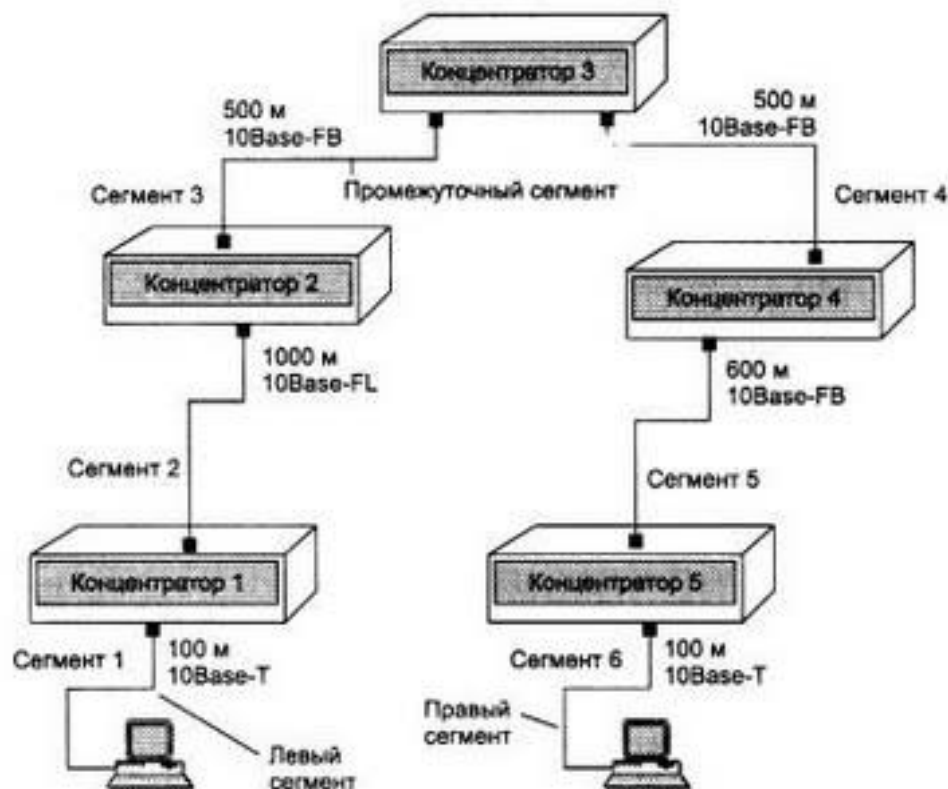 Концентратор 3
500 м
10Base-FB
500 м
10Base-FB
Сегмент 3
Промежуточный сегмент
Сегмент 4
Концентратор 2
Концентратор 4
1000 м
10Base-FL
600 м
10Base-FB
Сегмент 2
Сегмент 5
Концентратор 1
Концентратор 5
Сегмент 1
100 м
10Base-T
Сегмент 6
100 м
10Base-T
Левый
сегмент
Правый
сегмент